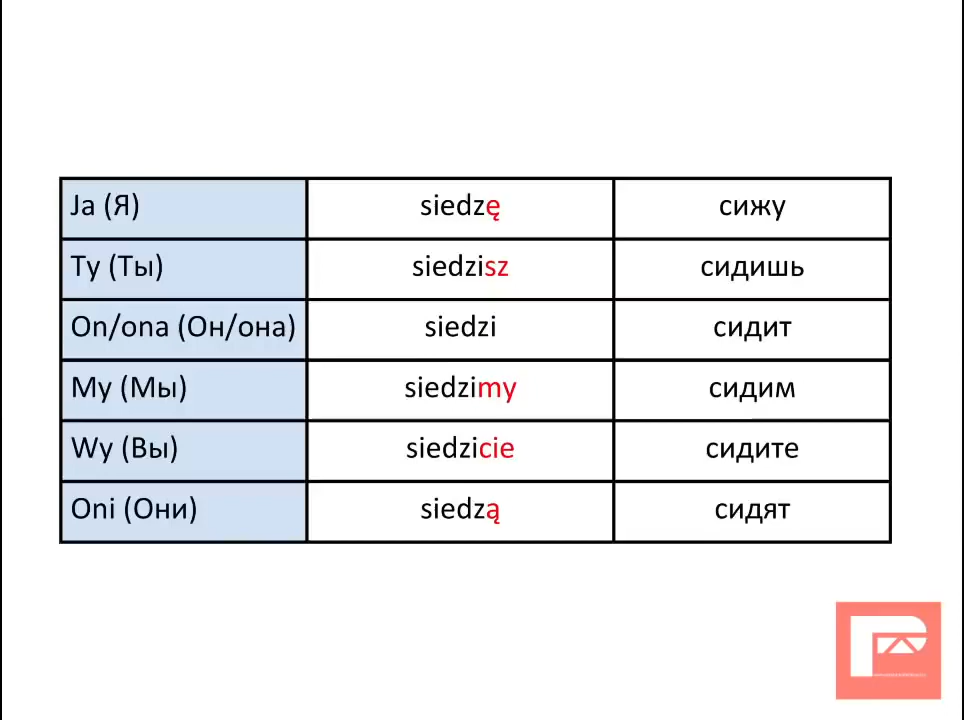 Ja (Я) siedzę сижу
Ty (Ты) siedzisz сидишь
On/ona (Он/она) siedzi сидит
My (Мы) siedzimy сидим
Wy (Вы) siedzicie сидите
Oni (Они) siedzą сидят